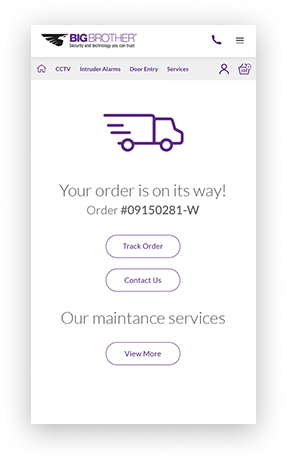 BIGBROTHER
Security and technology you can trust
CCTV Intruder Alarms Door Entry Services
Your order is on its way!
Order #09150281-W
Track Order
Contact Us
Our maintance services
View More